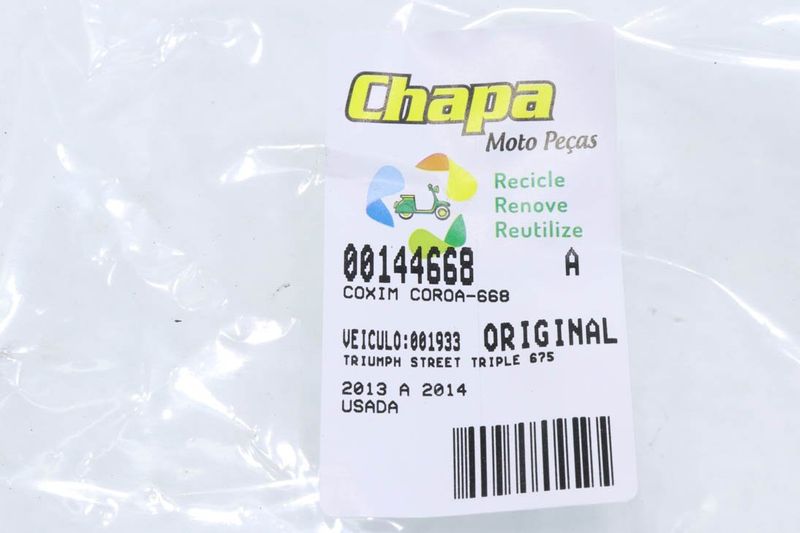 Chapa
Moto Peças
Recicle
Renove
Reutilize
00144668 A
COXIM COROA-668
VEICULO:001933 ORIGINAL
TRIUMPH STREET TRIPLE 675
2013 A 2014
USADA